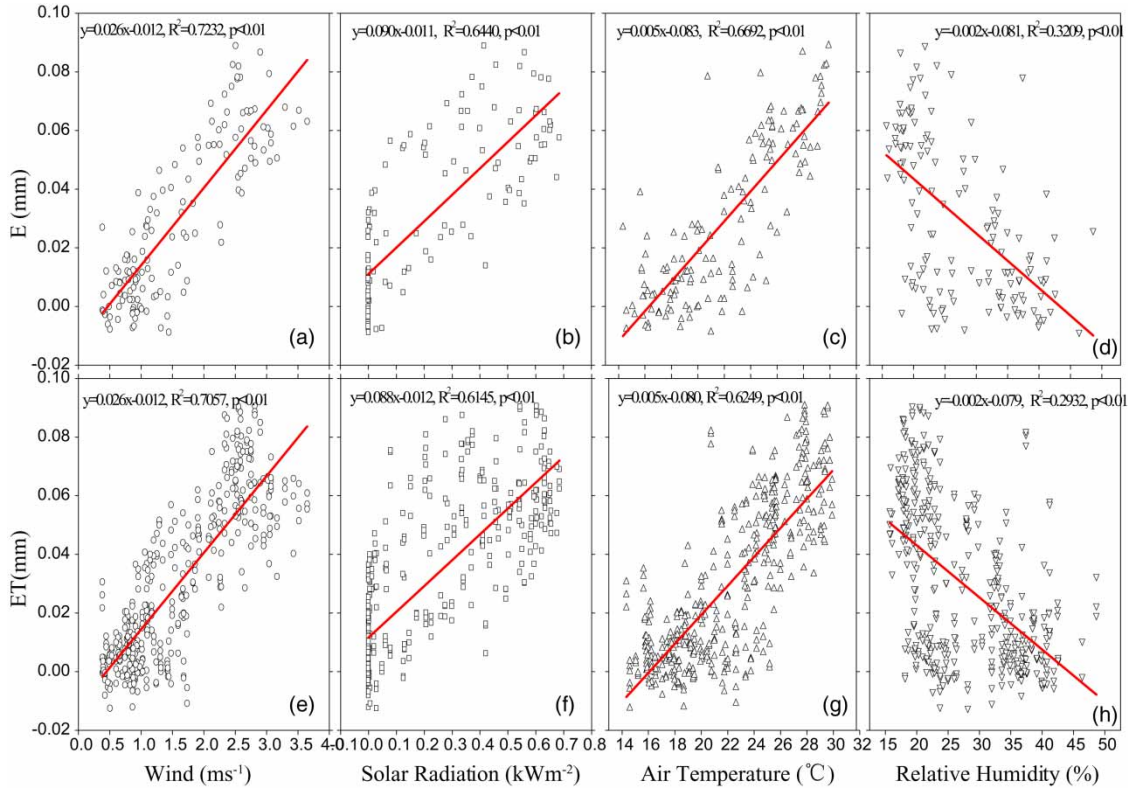 y=0.026x-0.012, R²=0.7232, p<0.01
y=0.090x-0.011, R²=0.6440, p<0.01
y=0.005x-0.083, R²=0.6692, p<0.01
y=-0.002x-0.081, R²=0.3209, p<0.01
0.10
0.08
0.06
0.04
0.02
0.00
-0.02
E (mm)
(a)
(b)
(c)
(d)
y=0.026x-0.012, R²=0.7057, p<0.01
y=0.088x-0.012, R²=0.6145, p<0.01
y=0.005x-0.080, R²=0.6249, p<0.01
y=-0.002x-0.079, R²=0.2932, p<0.01
0.10
0.08
0.06
0.04
0.02
0.00
-0.02
ET(mm)
(e)
(f)
(g)
(h)
0.0 0.5 1.0 1.5 2.0 2.5 3.0 3.5 4.0
-0.1 0.0 0.1 0.2 0.3 0.4 0.5 0.6 0.7 0.8
14 16 18 20 22 24 26 28 30 32
15 20 25 30 35 40 45 50
Wind (ms⁻¹)
Solar Radiation (kWm⁻²)
Air Temperature (℃)
Relative Humidity (%)